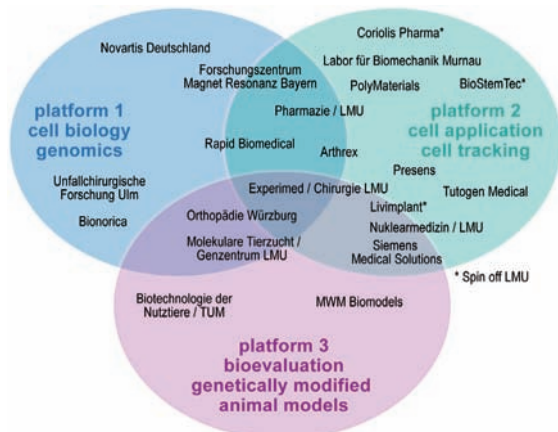 Coriolis Pharma*
Novartis Deutschland
Labor für Biomechanik Murnau
Forschungszentrum
Magnet Resonanz Bayern
PolyMaterials
BioStemTec*
platform 1
cell biology
genomics
Pharmazie / LMU
platform 2
cell application
cell tracking
Rapid Biomedical
Arthrex
Presens
Unfallchirurgische
Forschung Ulm
Experimed / Chirurgie LMU
Tutogen Medical
Bionorica
Orthopädie Würzburg
Livimplant*
Nuklearmedizin / LMU
Molekulare Tierzucht /
Genzentrum LMU
Siemens
Medical Solutions
* Spin off LMU
Biotechnologie der
Nutztiere / TUM
MWM Biomodels
platform 3
bioevaluation
genetically modified
animal models